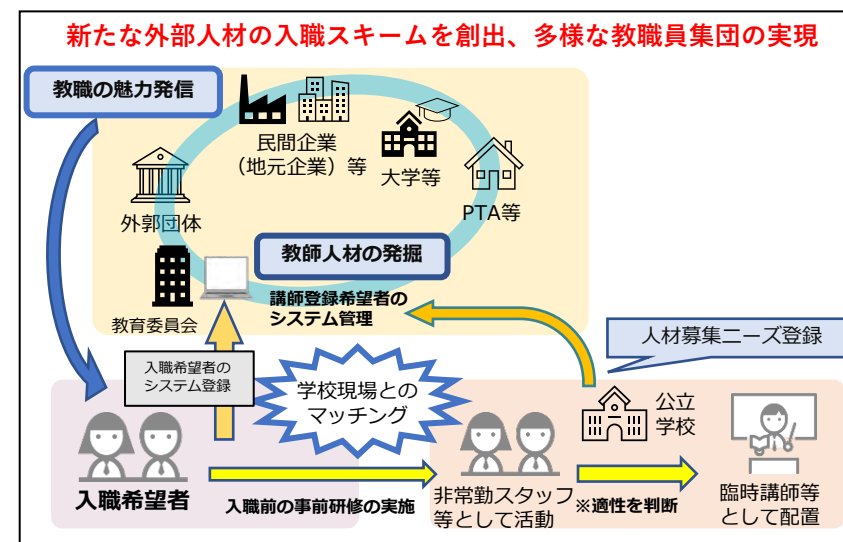 新たな外部人材の入職スキームを創出、多様な教職員集団の実現
教職の魅力発信
民間企業
（地元企業）等
大学等
PTA等
外郭団体
教師人材の発掘
講師登録希望者の
システム管理
教育委員会
人材募集ニーズ登録
入職希望者の
システム登録
学校現場との
マッチング
公立
学校
入職希望者
入職前の事前研修の実施
非常勤スタッフ
等として活動
※適性を判断
臨時講師等
として配置